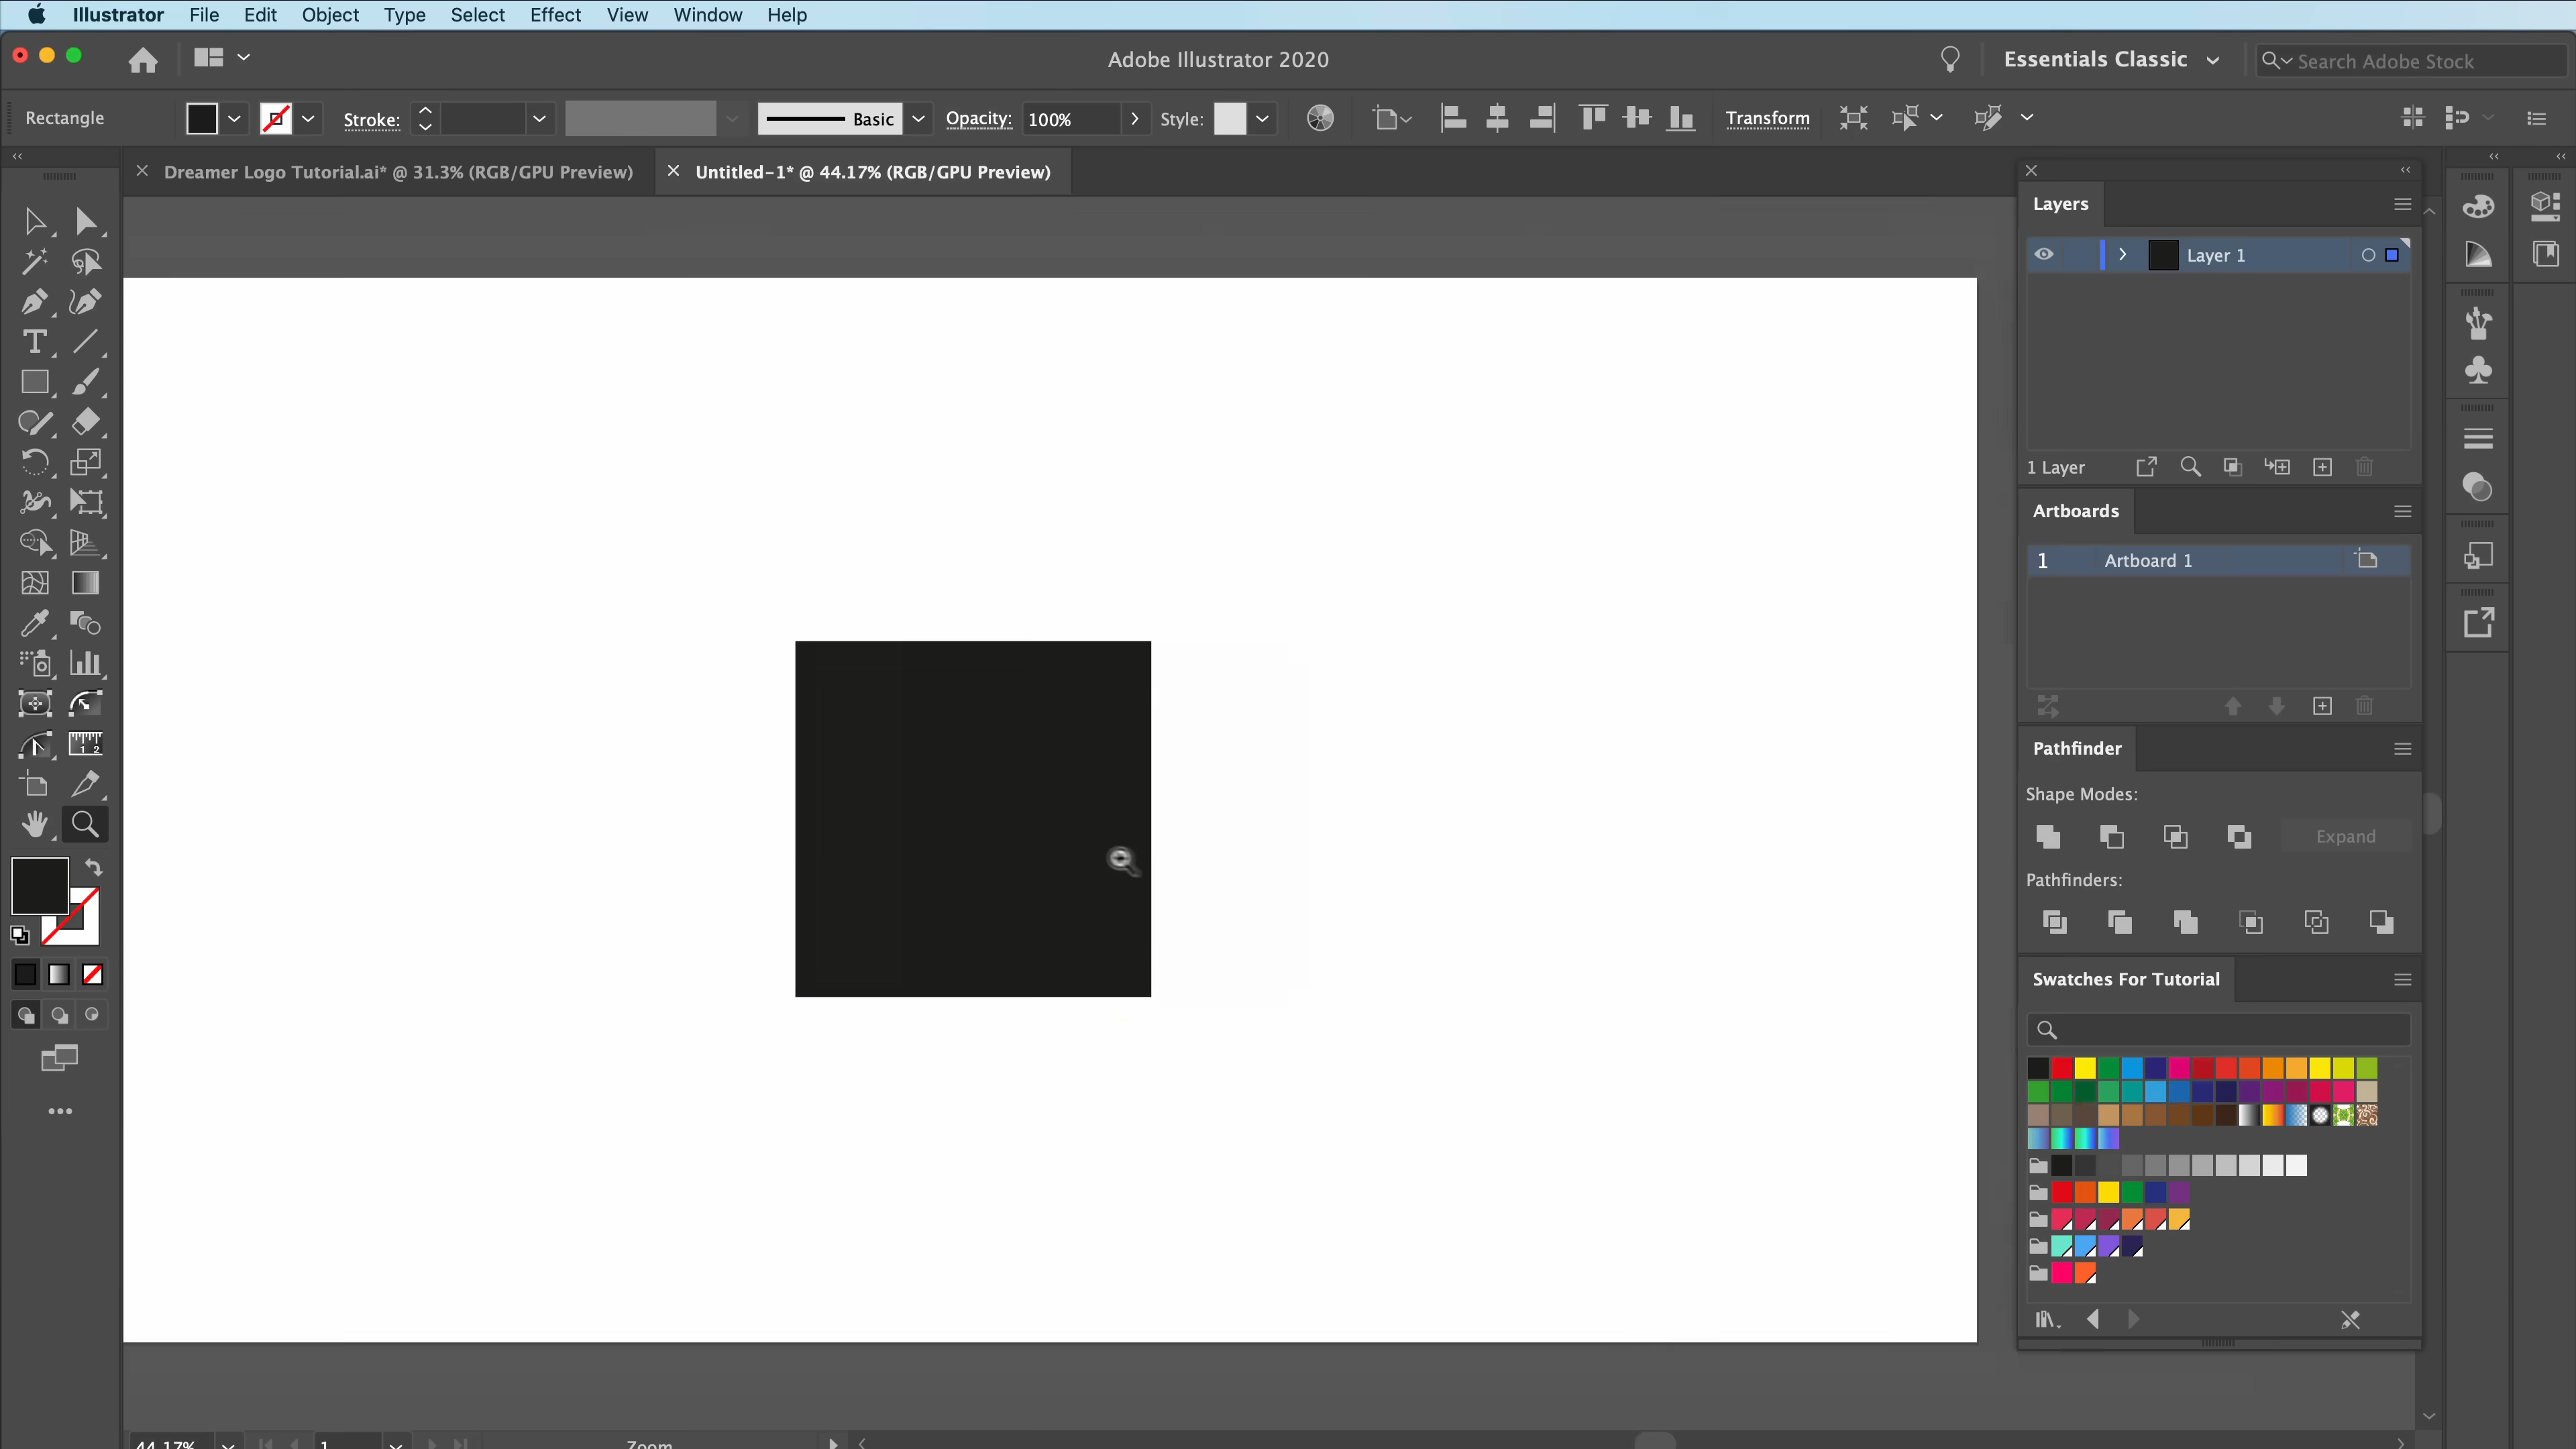 Illustrator File Edit Object Type Select Effect View Window Help
Adobe Illustrator 2020
Essentials Classic
Search Adobe Stock
Rectangle
Stroke:
Basic
Opacity: 100%
Style:
Transform
Dreamer Logo Tutorial.ai* @ 31.3% (RGB/GPU Preview)
Untitled-1* @ 44.17% (RGB/GPU Preview)
Layers
Layer 1
1 Layer
Artboards
1 Artboard 1
Pathfinder
Shape Modes:
Expand
Pathfinders:
Swatches For Tutorial
44.17%
1
Zoom